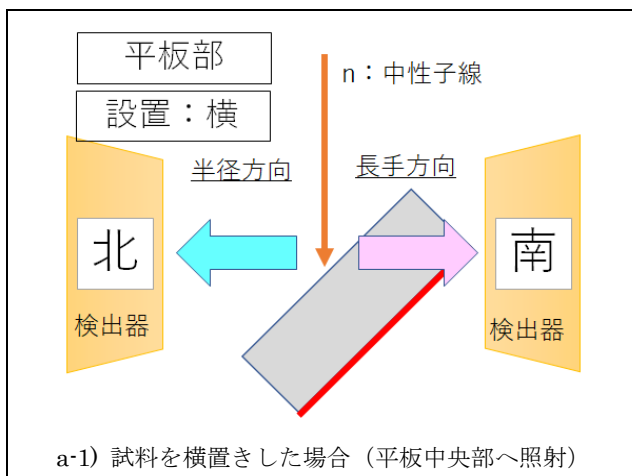 平板部
n：中性子線
設置：横
半径方向
長手方向
北
南
検出器
検出器
a-1) 試料を横置きした場合（平板中央部へ照射）